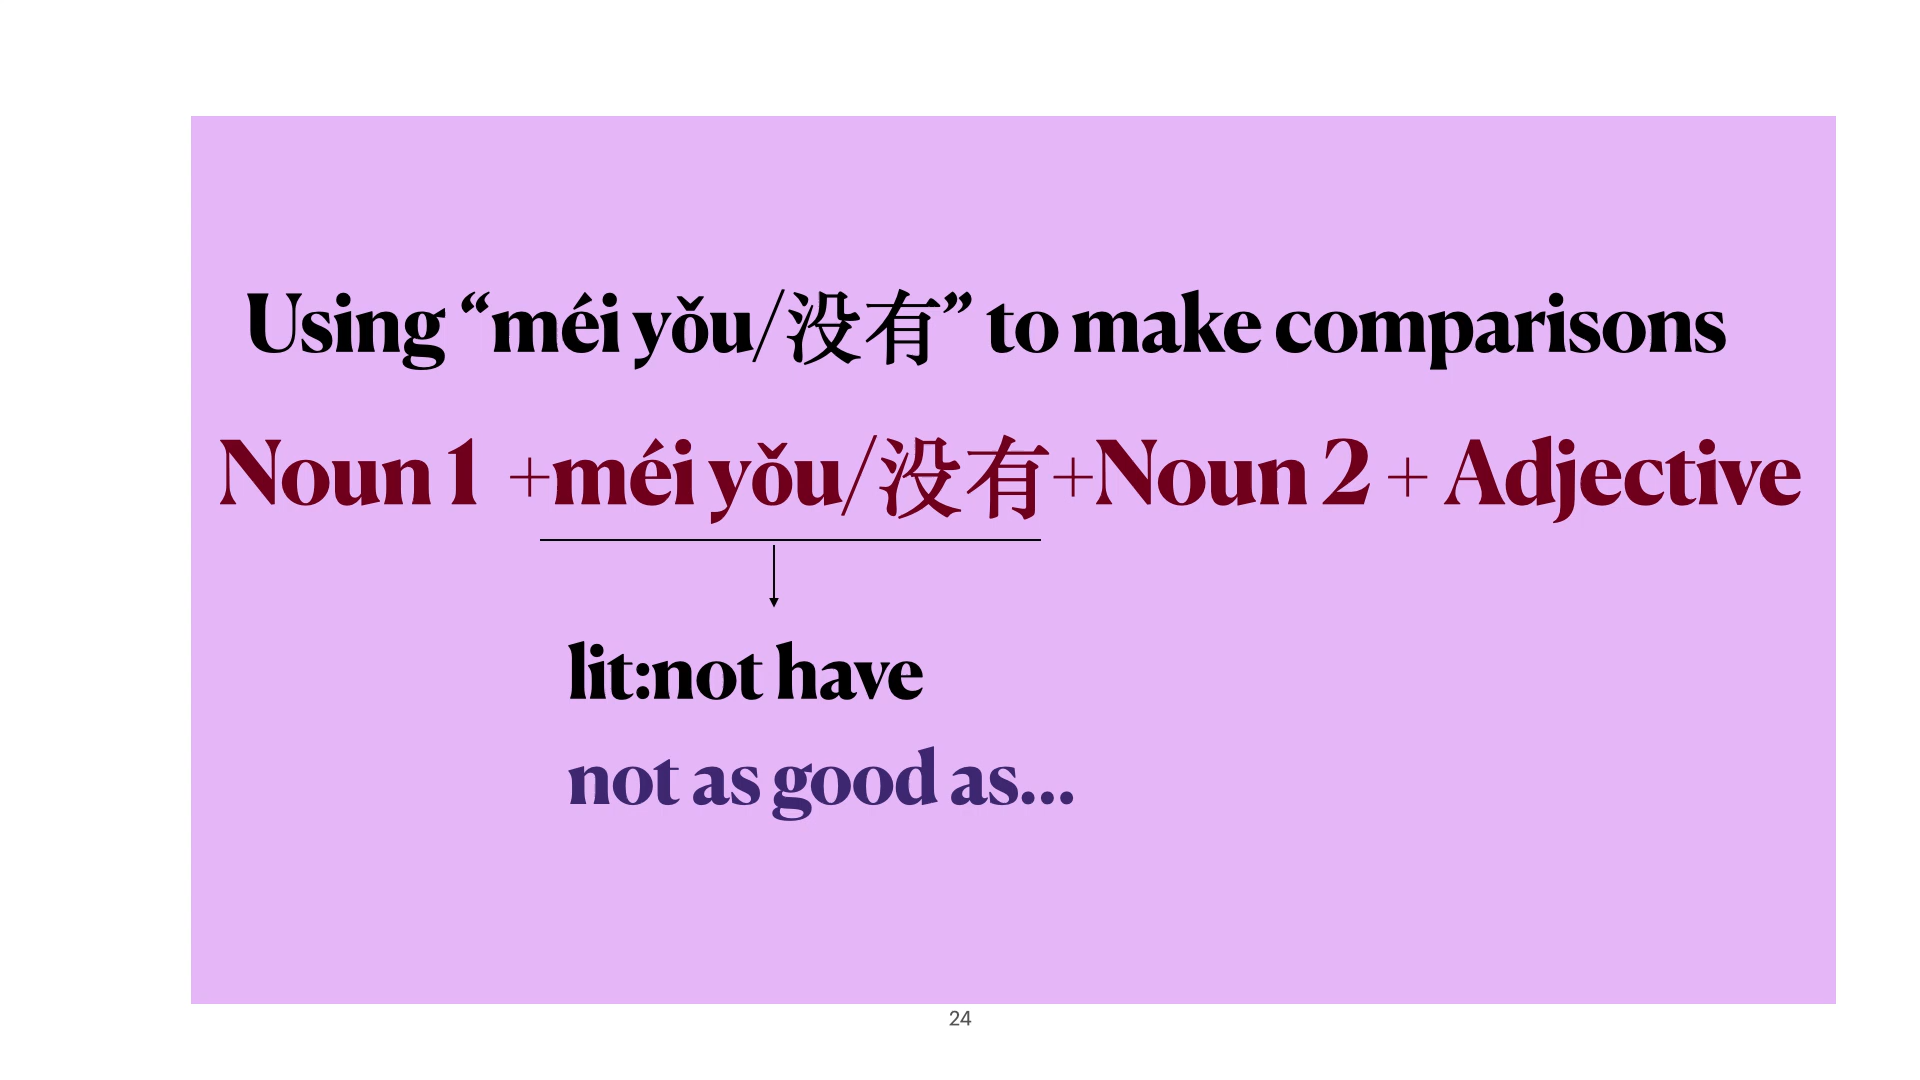 Using “méi yǒu/没有” to make comparisons
Noun 1 +méi yǒu/没有+Noun 2 + Adjective
lit:not have
not as good as...
24